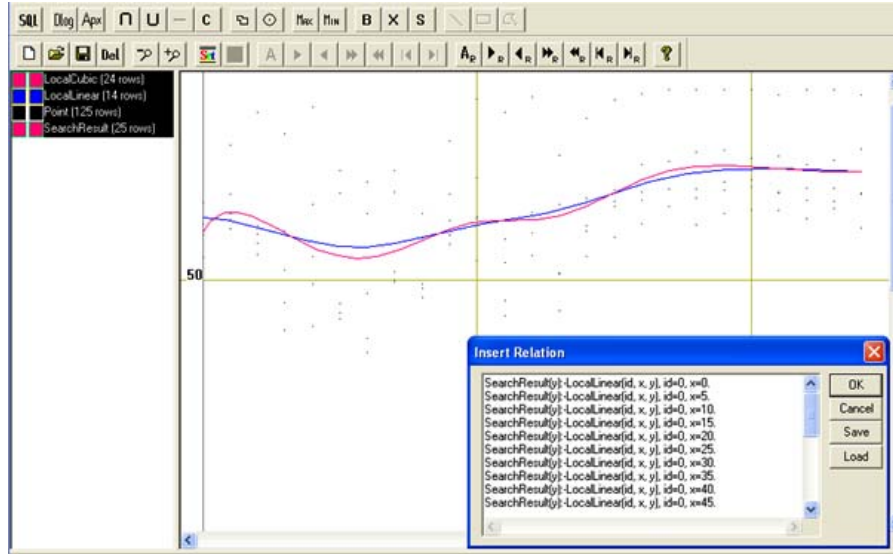 SQL Dlog Apx ∩ U — C Max Min B X S
Del A A_R R R R R R R ?
LocalCubic (24 rows)
LocalLinear (14 rows)
Point (125 rows)
SearchResult (25 rows)
50
Insert Relation
SearchResult(y):-LocalLinear(id, x, y), id=0, x=0.
SearchResult(y):-LocalLinear(id, x, y), id=0, x=5.
SearchResult(y):-LocalLinear(id, x, y), id=0, x=10.
SearchResult(y):-LocalLinear(id, x, y), id=0, x=15.
SearchResult(y):-LocalLinear(id, x, y), id=0, x=20.
SearchResult(y):-LocalLinear(id, x, y), id=0, x=25.
SearchResult(y):-LocalLinear(id, x, y), id=0, x=30.
SearchResult(y):-LocalLinear(id, x, y), id=0, x=35.
SearchResult(y):-LocalLinear(id, x, y), id=0, x=40.
SearchResult(y):-LocalLinear(id, x, y), id=0, x=45.
OK
Cancel
Save
Load